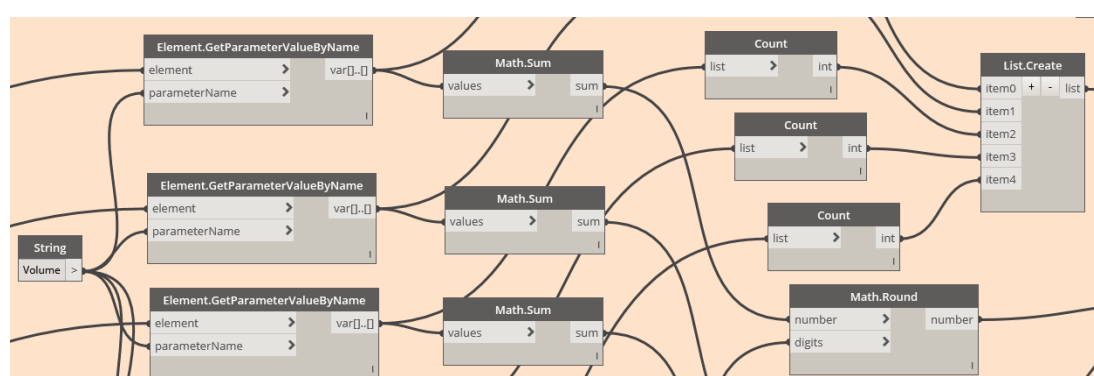 Element.GetParameterValueByName
element > var[]..[]
parameterName >
l
Math.Sum
values > sum
l
Count
list > int
l
List.Create
item0 + - list
item1
item2
item3
item4
l
Count
list > int
l
Element.GetParameterValueByName
element > var[]..[]
parameterName >
l
Math.Sum
values > sum
l
Count
list > int
l
String
Volume >
Element.GetParameterValueByName
element > var[]..[]
parameterName >
l
Math.Sum
values > sum
l
Math.Round
number > number
digits >
l